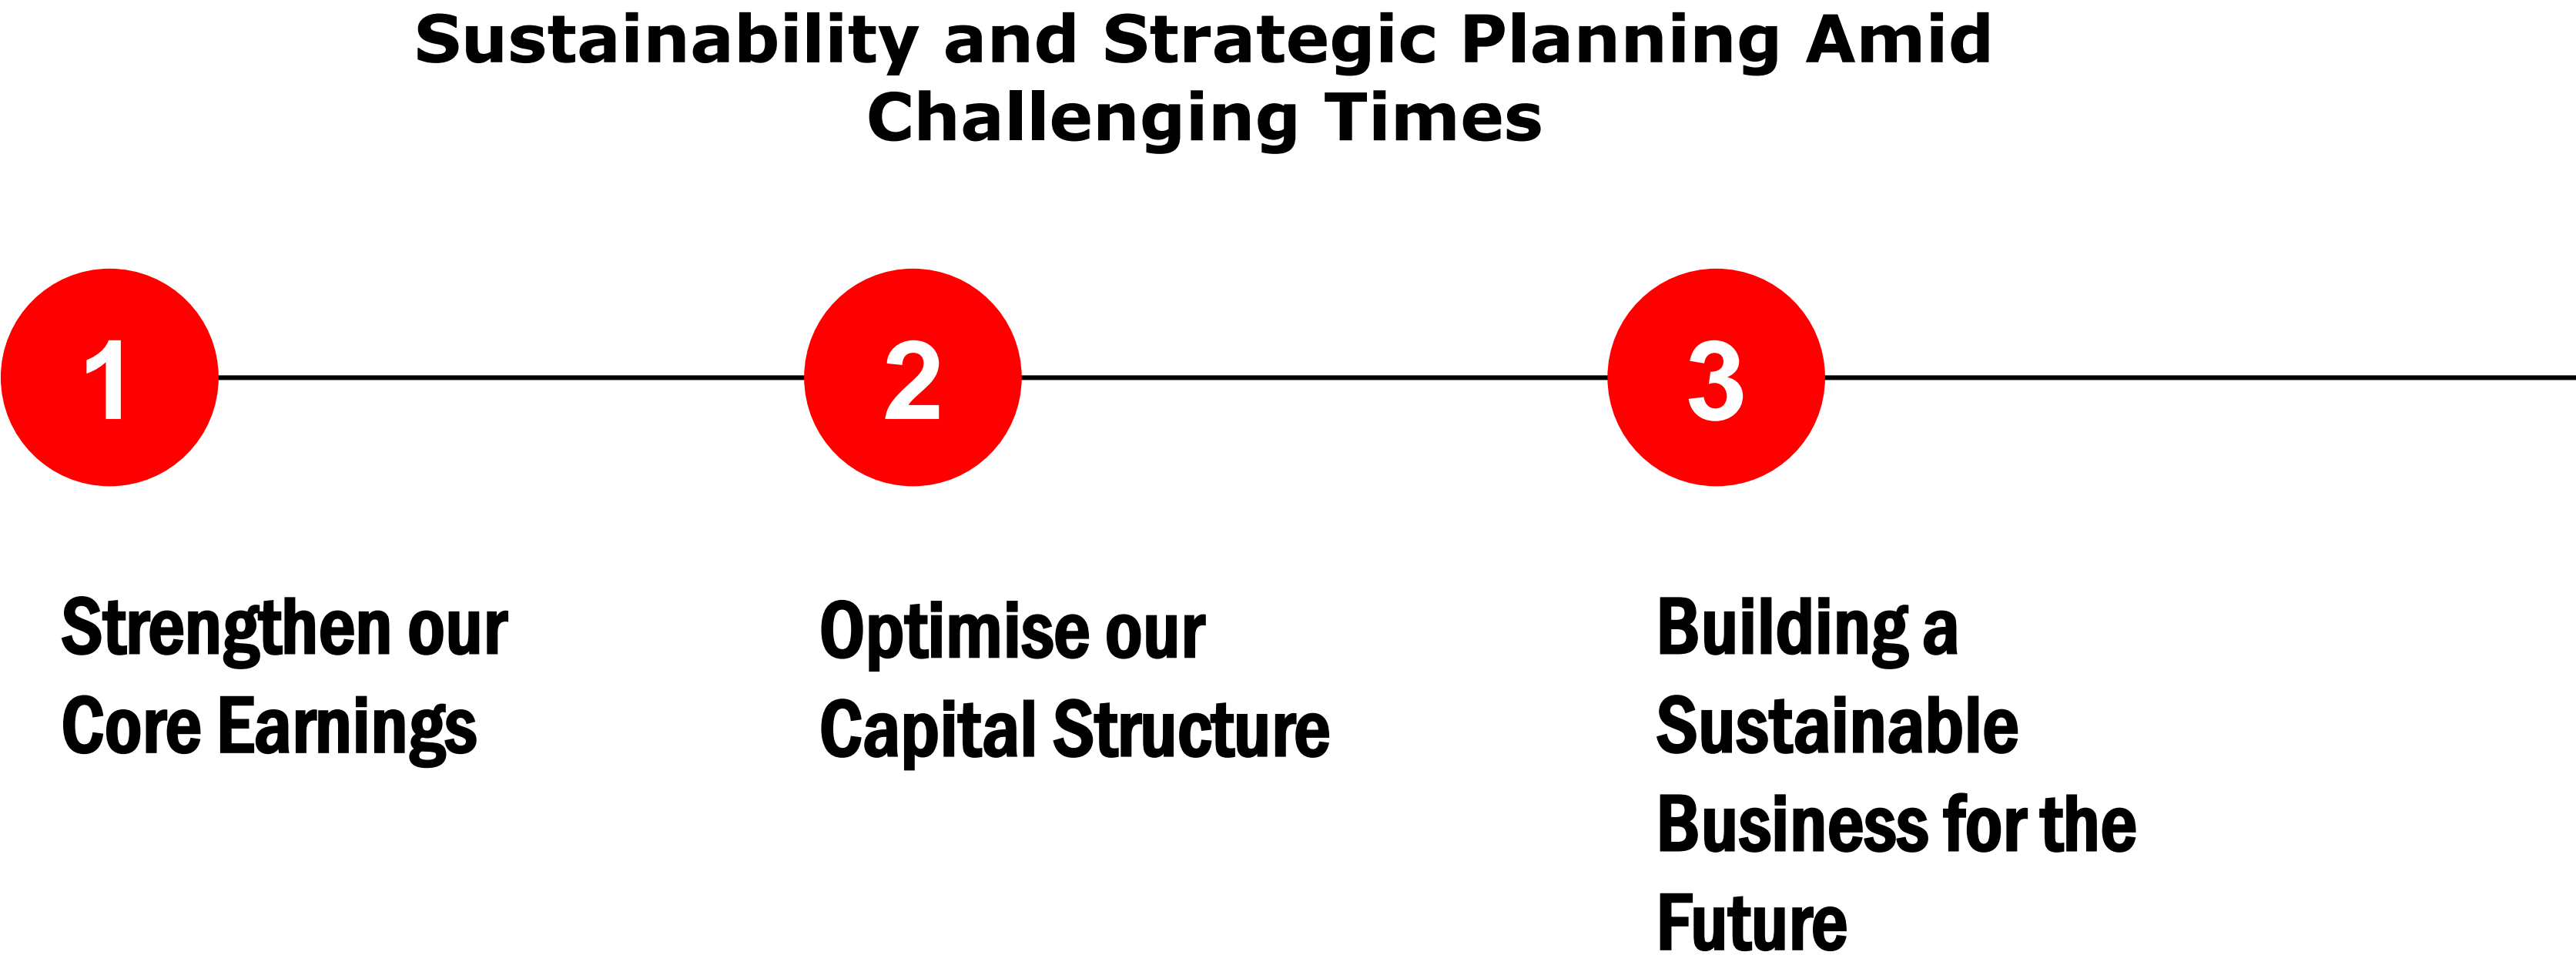 Sustainability and Strategic Planning Amid
Challenging Times
1
2
3
Strengthen our
Core Earnings
Optimise our
Capital Structure
Building a
Sustainable
Business for the
Future